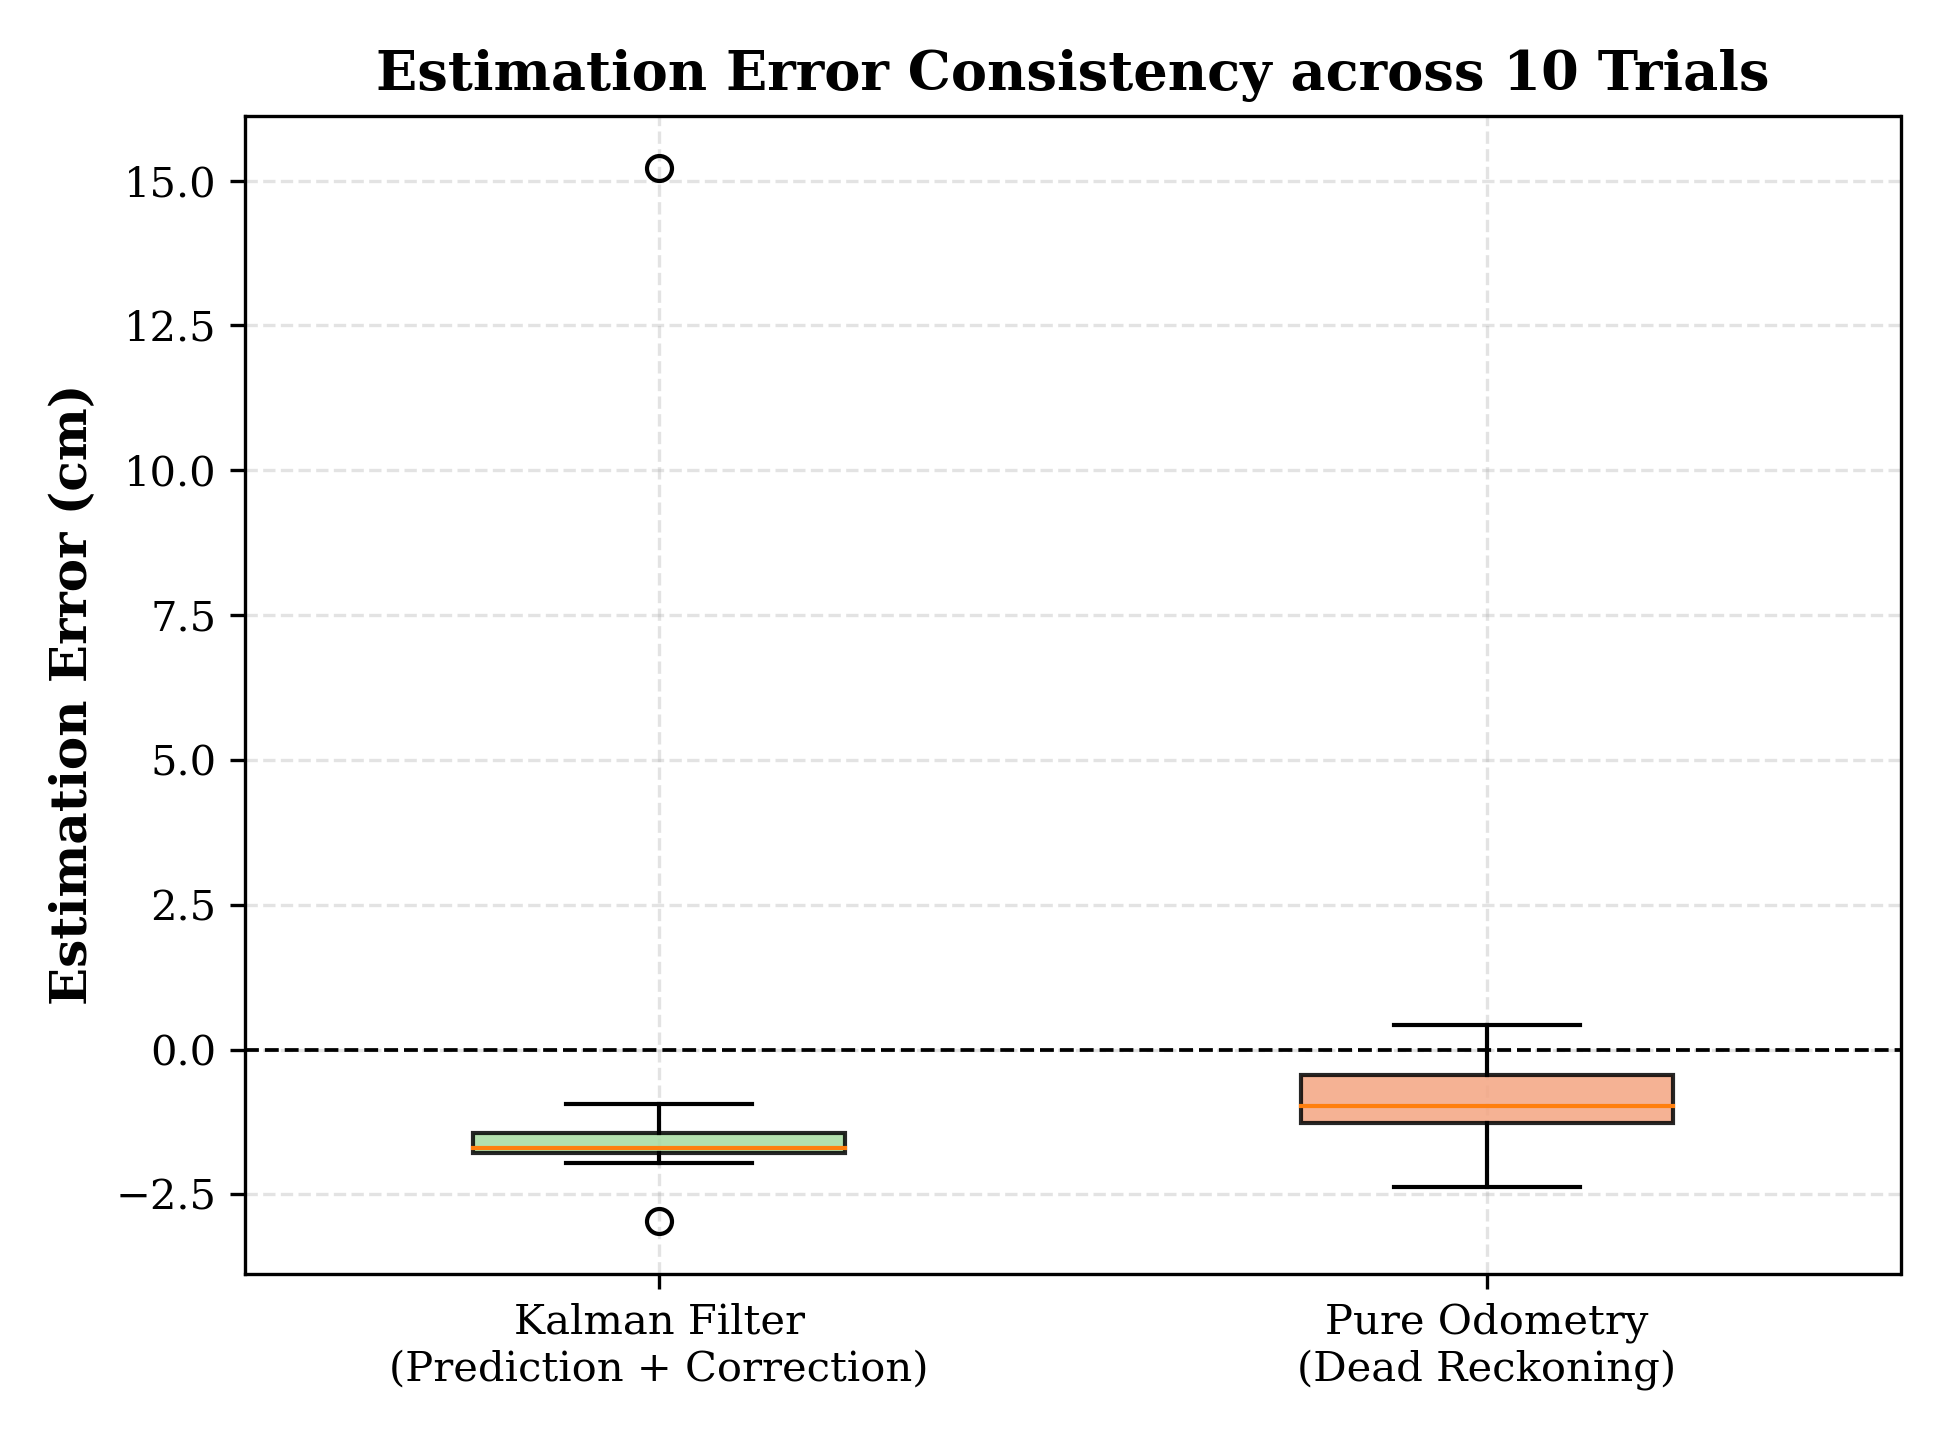 Estimation Error Consistency across 10 Trials
Estimation Error (cm)
15.0
12.5
10.0
7.5
5.0
2.5
0.0
−2.5
Kalman Filter
(Prediction + Correction)
Pure Odometry
(Dead Reckoning)